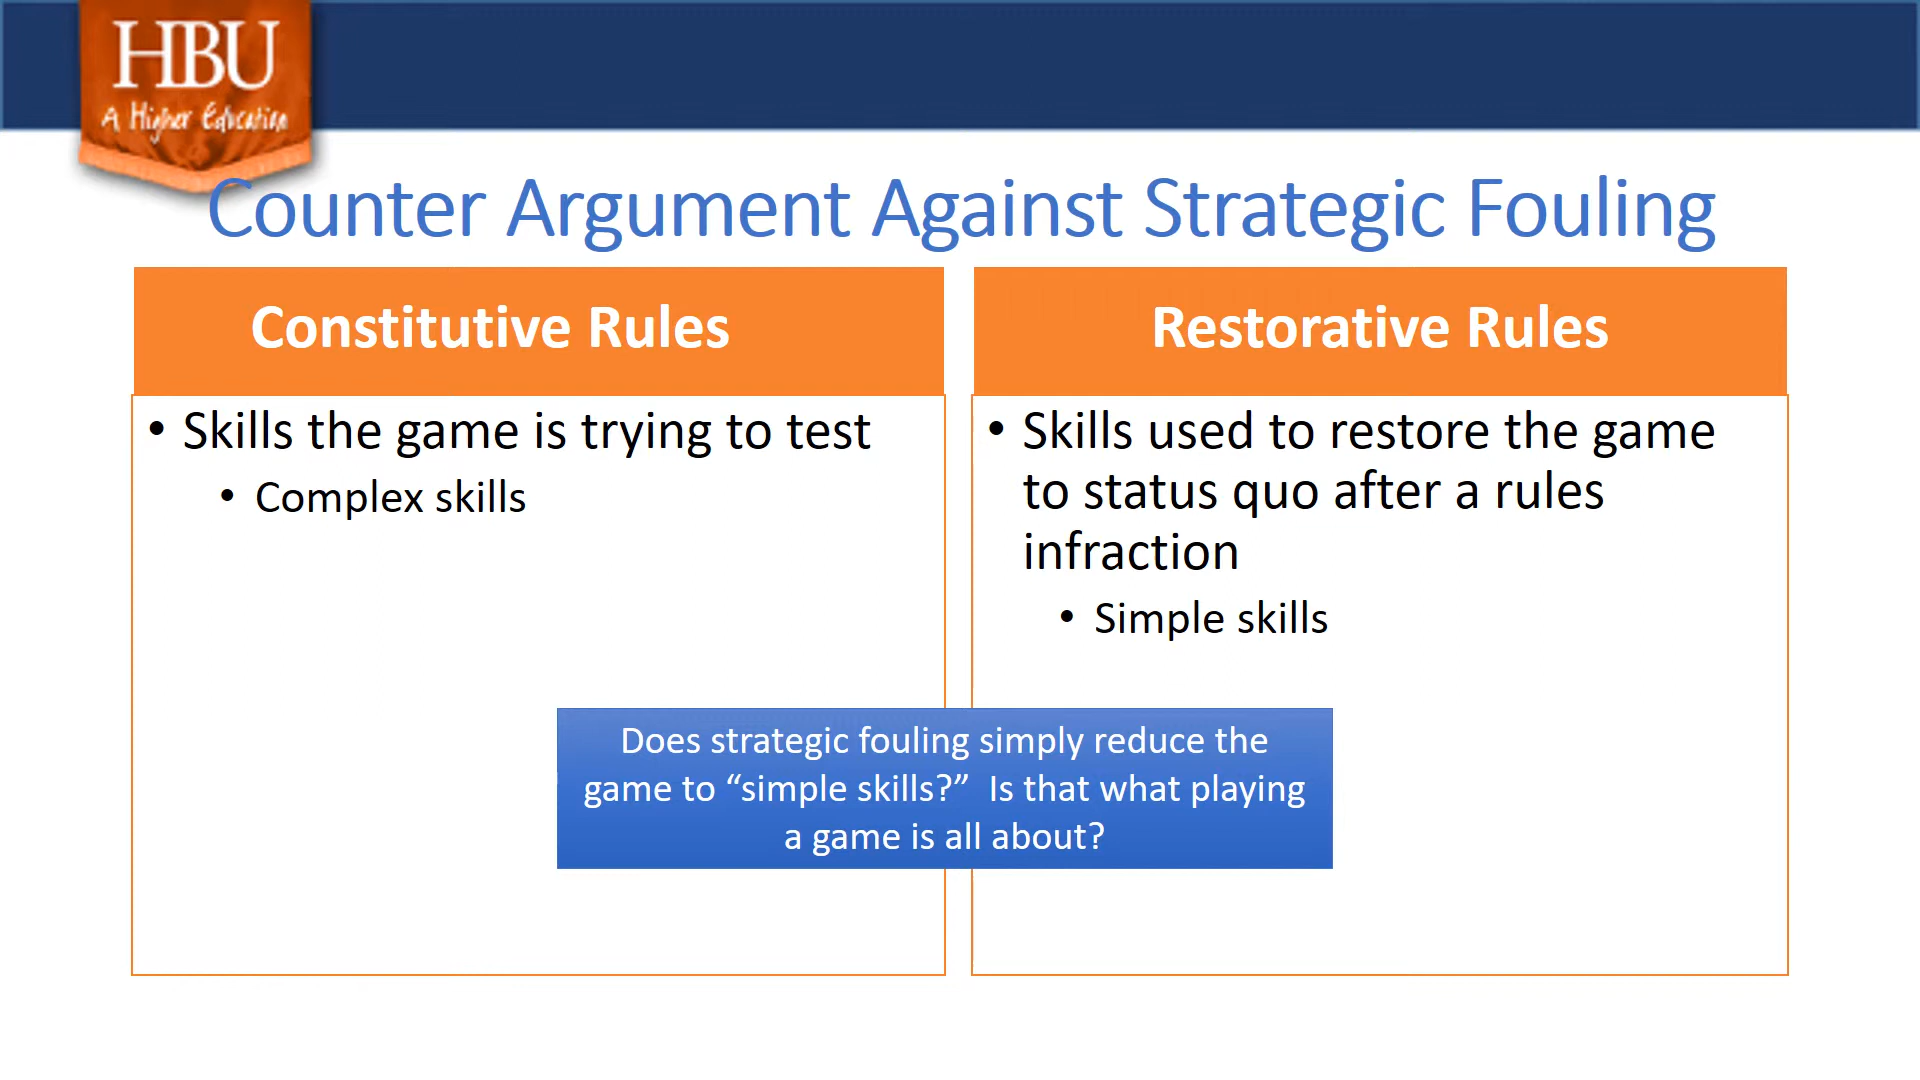 HBU
A Higher Education
Counter Argument Against Strategic Fouling
Constitutive Rules
• Skills the game is trying to test
• Complex skills
Restorative Rules
• Skills used to restore the game
to status quo after a rules
infraction
• Simple skills
Does strategic fouling simply reduce the
game to “simple skills?” Is that what playing
a game is all about?